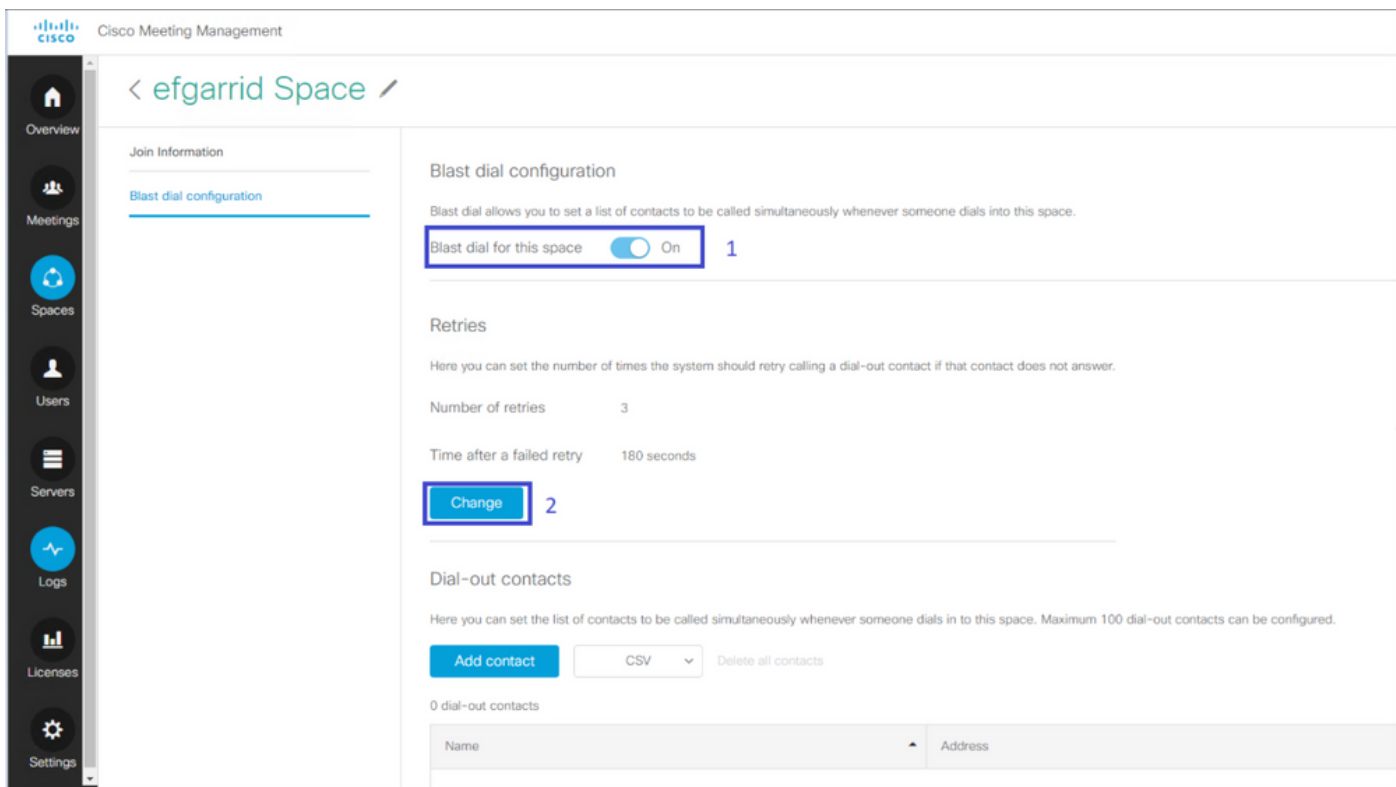 CISCO
Cisco Meeting Management
Overview
Meetings
Spaces
Users
Servers
Logs
Licenses
Settings
< efgarrid Space
Join Information
Blast dial configuration
Blast dial configuration
Blast dial allows you to set a list of contacts to be called simultaneously whenever someone dials into this space.
Blast dial for this space On 1
Retries
Here you can set the number of times the system should retry calling a dial-out contact if that contact does not answer.
Number of retries 3
Time after a failed retry 180 seconds
Change 2
Dial-out contacts
Here you can set the list of contacts to be called simultaneously whenever someone dials in to this space. Maximum 100 dial-out contacts can be configured.
Add contact CSV Delete all contacts
0 dial-out contacts
Name Address